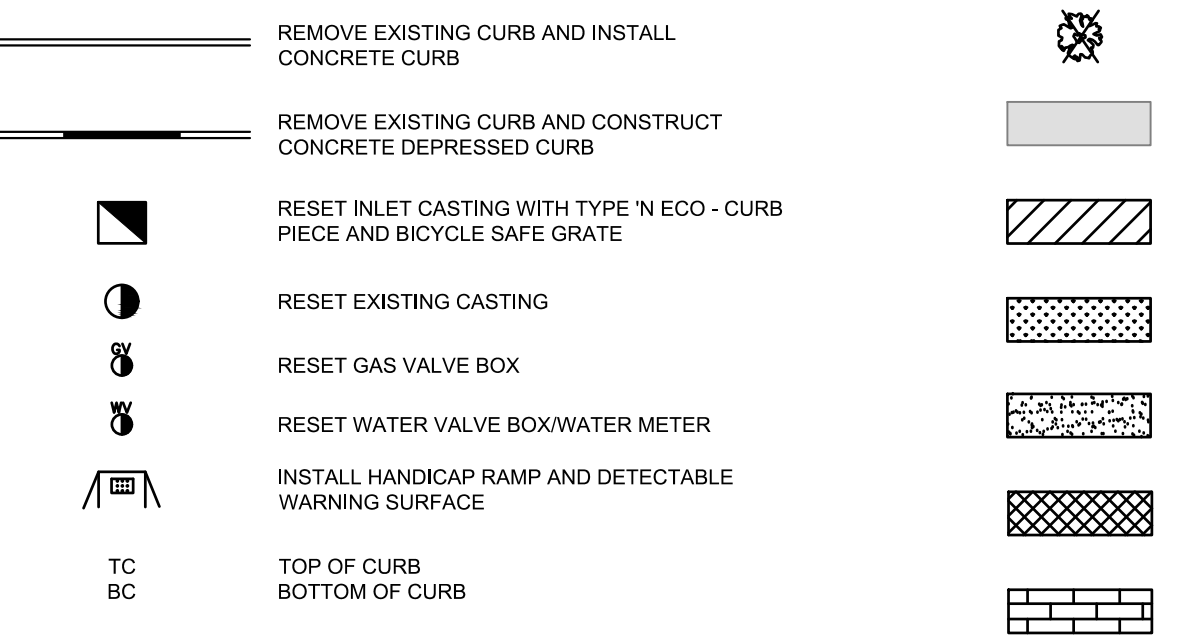 REMOVE EXISTING CURB AND INSTALL
CONCRETE CURB
REMOVE EXISTING CURB AND CONSTRUCT
CONCRETE DEPRESSED CURB
RESET INLET CASTING WITH TYPE 'N ECO - CURB
PIECE AND BICYCLE SAFE GRATE
RESET EXISTING CASTING
GV
RESET GAS VALVE BOX
WV
RESET WATER VALVE BOX/WATER METER
INSTALL HANDICAP RAMP AND DETECTABLE
WARNING SURFACE
TC TOP OF CURB
BC BOTTOM OF CURB